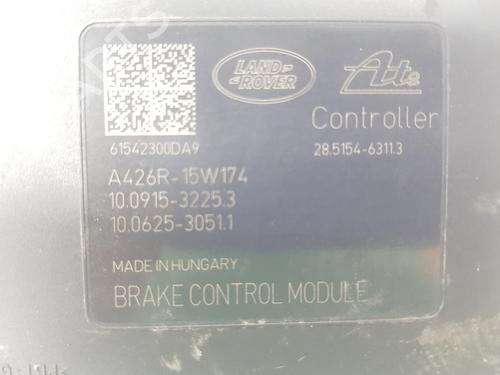 LAND
ROVER
Ate
Controller
61542300DA9
28.5154-6311.3
A426R-15W174
10.0915-3225.3
10.0625-3051.1
MADE IN HUNGARY
BRAKE CONTROL MODULE